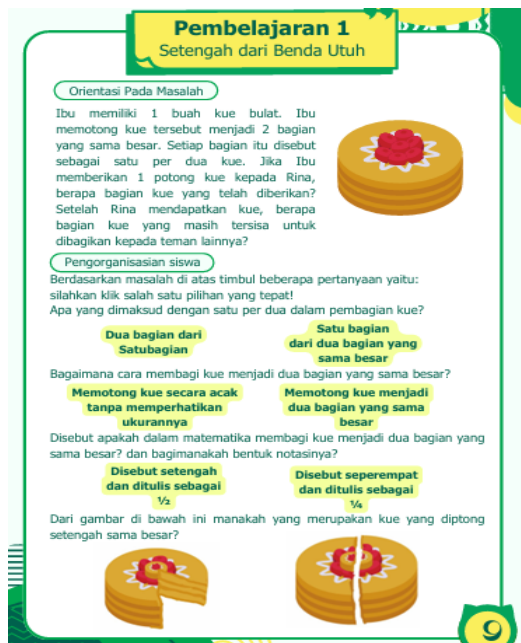 Pembelajaran 1
Setengah dari Benda Utuh
Orientasi Pada Masalah
Ibu memiliki 1 buah kue bulat. Ibu
memotong kue tersebut menjadi 2 bagian
yang sama besar. Setiap bagian itu disebut
sebagai satu per dua kue. Jika Ibu
memberikan 1 potong kue kepada Rina,
berapa bagian kue yang telah diberikan?
Setelah Rina mendapatkan kue, berapa
bagian kue yang masih tersisa untuk
dibagikan kepada teman lainnya?
Pengorganisasian siswa
Berdasarkan masalah di atas timbul beberapa pertanyaan yaitu:
silahkan klik salah satu pilihan yang tepat!
Apa yang dimaksud dengan satu per dua dalam pembagian kue?
Dua bagian dari
Satubagian
Satu bagian
dari dua bagian yang
sama besar
Bagaimana cara membagi kue menjadi dua bagian yang sama besar?
Memotong kue secara acak
tanpa memperhatikan
ukurannya
Memotong kue menjadi
dua bagian yang sama
besar
Disebut apakah dalam matematika membagi kue menjadi dua bagian yang
sama besar? dan bagimanakah bentuk notasinya?
Disebut setengah
dan ditulis sebagai
½
Disebut seperempat
dan ditulis sebagai
¼
Dari gambar di bawah ini manakah yang merupakan kue yang diptong
setengah sama besar?
9